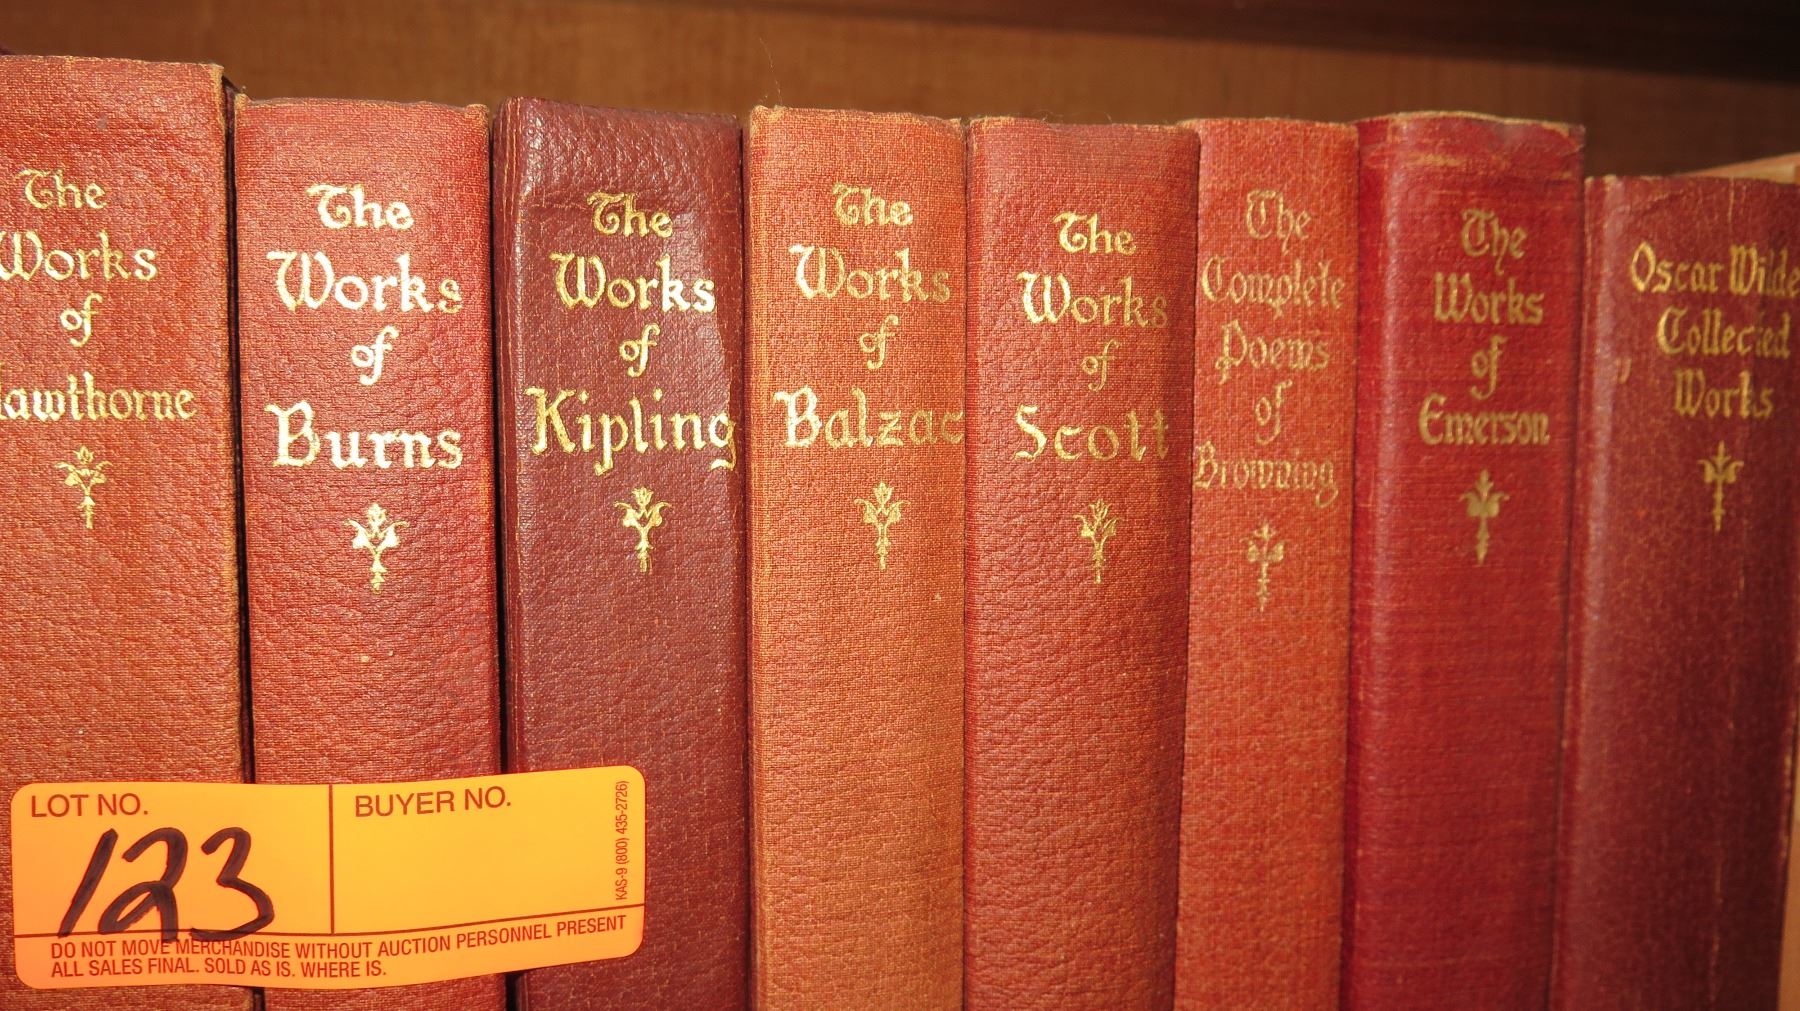 The
Works
of
Hawthorne
The
Works
of
Burns
The
Works
of
Kipling
The
Works
of
Balzac
The
Works
of
Scott
The
Complete
Poems
of
Browning
The
Works
of
Emerson
Oscar Wilde
Collected
Works
LOT NO.
123
BUYER NO.
KAS-9 (800) 435-2726)
DO NOT MOVE MERCHANDISE WITHOUT AUCTION PERSONNEL PRESENT
ALL SALES FINAL. SOLD AS IS. WHERE IS.